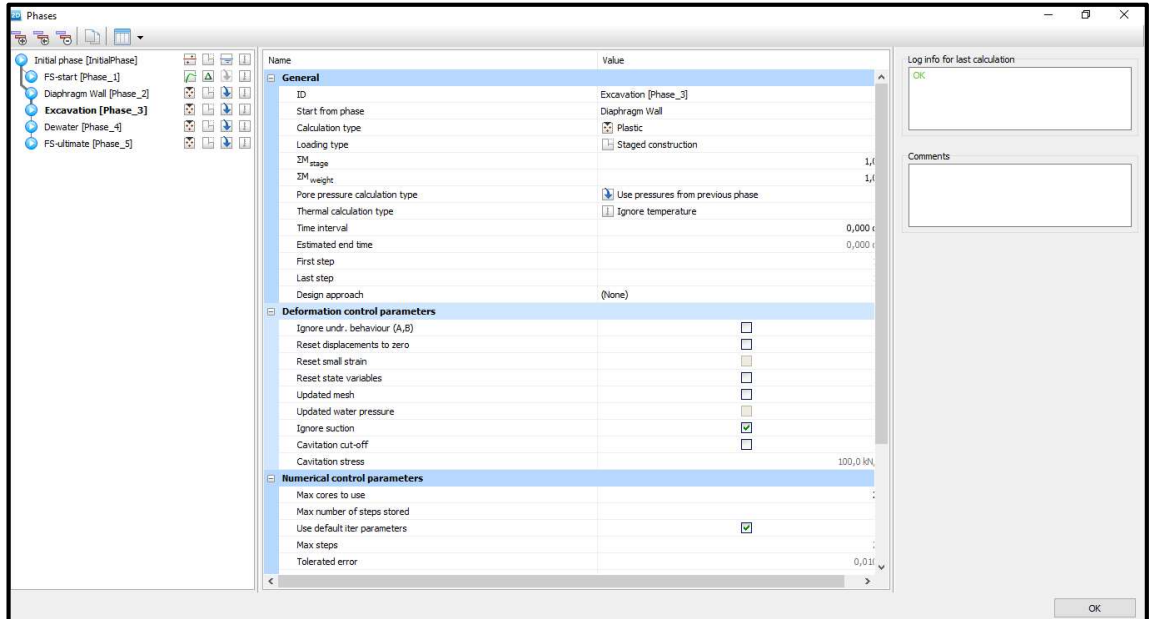 Phases
Initial phase [InitialPhase]
FS-start [Phase_1]
Diaphragm Wall [Phase_2]
Excavation [Phase_3]
Dewater [Phase_4]
FS-ultimate [Phase_5]
Name Value
General
ID Excavation [Phase_3]
Start from phase Diaphragm Wall
Calculation type Plastic
Loading type Staged construction
ΣM stage 1,0
ΣM weight 1,0
Pore pressure calculation type Use pressures from previous phase
Thermal calculation type Ignore temperature
Time interval 0,000
Estimated end time 0,000
First step
Last step
Design approach (None)
Deformation control parameters
Ignore undr. behaviour (A,B)
Reset displacements to zero
Reset small strain
Reset state variables
Updated mesh
Updated water pressure
Ignore suction
Cavitation cut-off
Cavitation stress 100,0 kN
Numerical control parameters
Max cores to use
Max number of steps stored
Use default iter parameters
Max steps
Tolerated error 0,010
Log info for last calculation
OK
Comments
OK